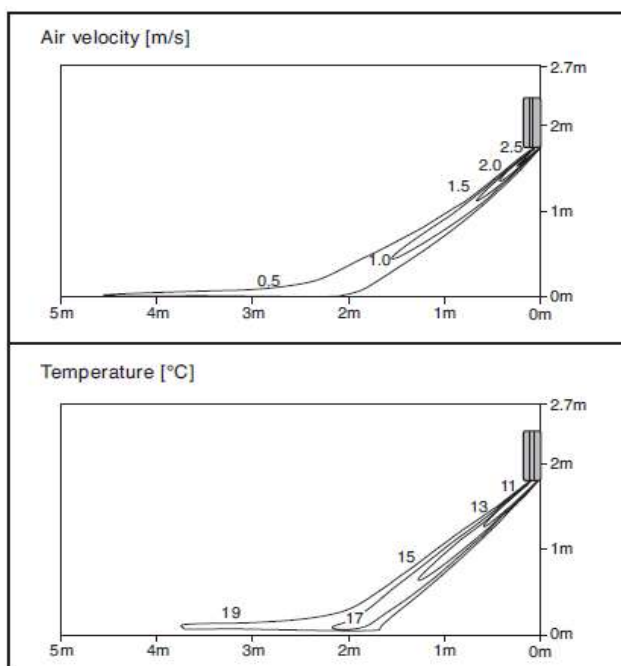 Air velocity [m/s]
2.7m
2m
2.5
2.0
1.5
1m
1.0
0.5
0m
5m 4m 3m 2m 1m 0m
Temperature [°C]
2.7m
2m
11
13
1m
15
19
17
0m
5m 4m 3m 2m 1m 0m